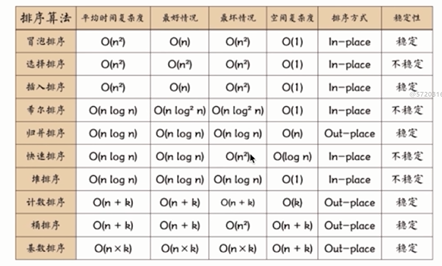 排序算法 平均时间复杂度 最好情况 最坏情况 空间复杂度 排序方式 稳定性
冒泡排序 O(n²) O(n) O(n²) O(1) In-place 稳定
选择排序 O(n²) O(n²) O(n²) O(1) In-place 不稳定
插入排序 O(n²) O(n) O(n²) O(1) In-place 稳定
希尔排序 O(n log n) O(n log² n) O(n log² n) O(1) In-place 不稳定
归并排序 O(n log n) O(n log n) O(n log n) O(n) Out-place 稳定
快速排序 O(n log n) O(n log n) O(n²) O(log n) In-place 不稳定
堆排序 O(n log n) O(n log n) O(n log n) O(1) In-place 不稳定
计数排序 O(n + k) O(n + k) O(n + k) O(k) Out-place 稳定
桶排序 O(n + k) O(n + k) O(n²) O(n + k) Out-place 稳定
基数排序 O(n×k) O(n×k) O(n×k) O(n + k) Out-place 稳定